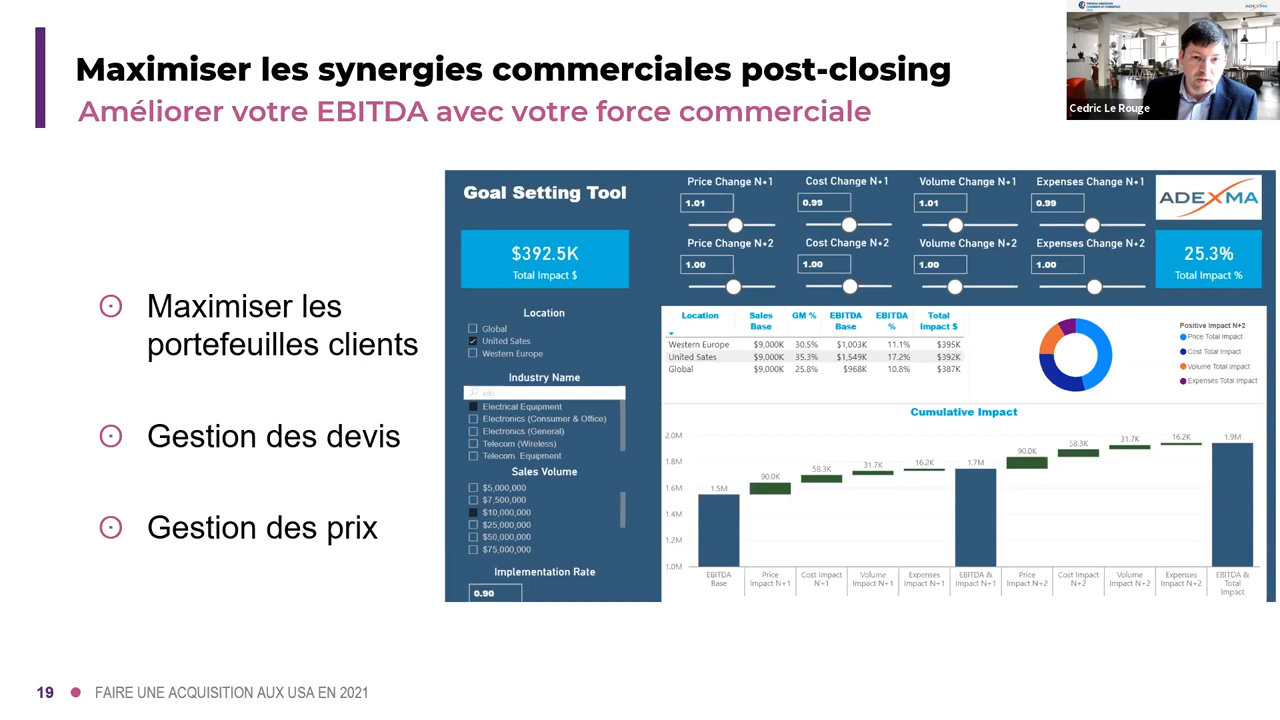 Maximiser les synergies commerciales post-closing
Améliorer votre EBITDA avec votre force commerciale
FRENCH-AMERICAN
CHAMBER OF COMMERCE
ADEXMA
Cedric Le Rouge
Maximiser les
portefeuilles clients
Gestion des devis
Gestion des prix
Goal Setting Tool
$392.5K
Total Impact $
Price Change N+1
1.01
Cost Change N+1
0.99
Volume Change N+1
1.01
Expenses Change N+1
0.99
Price Change N+2
1.00
Cost Change N+2
1.00
Volume Change N+2
1.00
Expenses Change N+2
1.00
ADEXMA
25.3%
Total Impact %
Location
Global
United Sates
Western Europe
Industry Name
ele
Electrical Equipment
Electronics (Consumer & Office)
Electronics (General)
Telecom (Wireless)
Telecom Equipment
Sales Volume
$5,000,000
$7,500,000
$10,000,000
$25,000,000
$50,000,000
$75,000,000
Implementation Rate
0.90
Location Sales Base GM % EBITDA Base EBITDA % Total Impact $
Western Europe $9,000K 30.5% $1,003K 11.1% $395K
United Sates $9,000K 35.3% $1,549K 17.2% $392K
Global $9,000K 25.8% $968K 10.8% $387K
Positive Impact N+2
Price Total Impact
Cost Total Impact
Volume Total Impact
Expenses Total Impact
Cumulative Impact
2.0M
1.8M
1.6M
1.4M
1.2M
1.0M
1.5M 90.0K 58.3K 31.7K 16.2K 1.7M 90.0K 58.3K 31.7K 16.2K 1.9M
EBITDA Base
Price Impact N+1
Cost Impact N+1
Volume Impact N+1
Expenses Impact N+1
EBITDA & Impact N+1
Price Impact N+2
Cost Impact N+2
Volume Impact N+2
Expenses Impact N+2
EBITDA & Total Impact
19 FAIRE UNE ACQUISITION AUX USA EN 2021